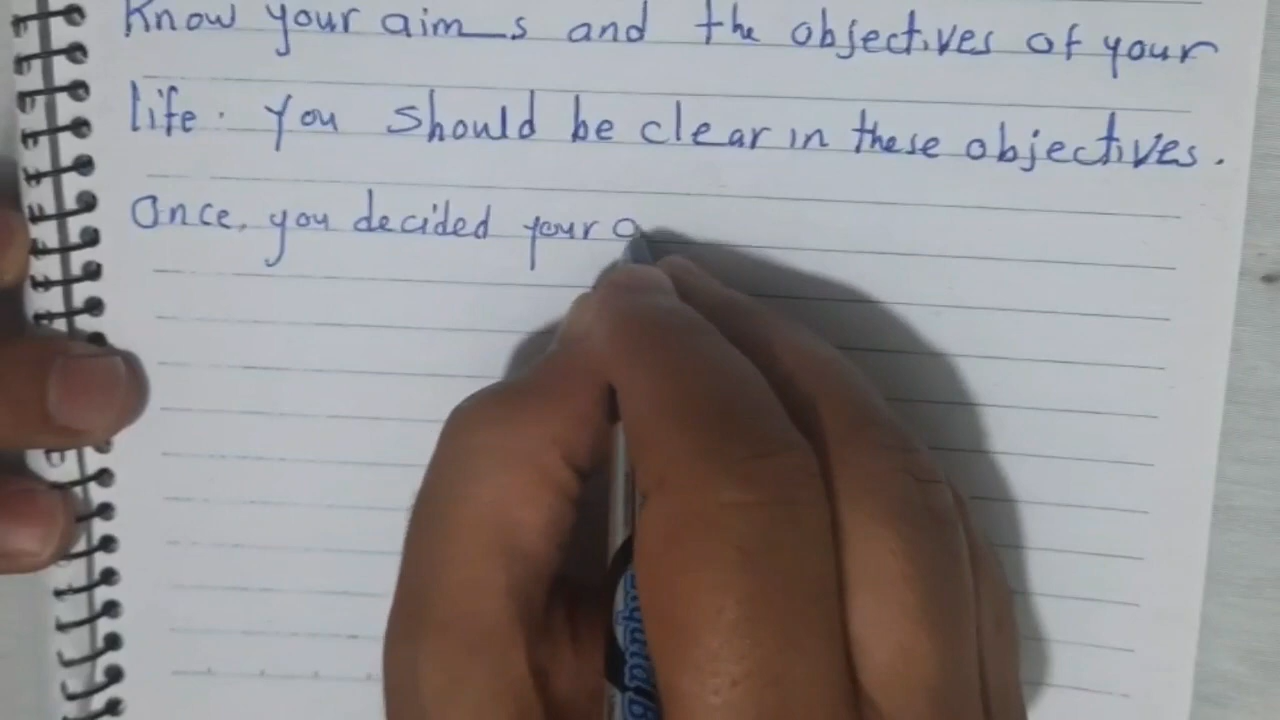 Know your aims and the objectives of your
life. You should be clear in these objectives.
Once, you decided your